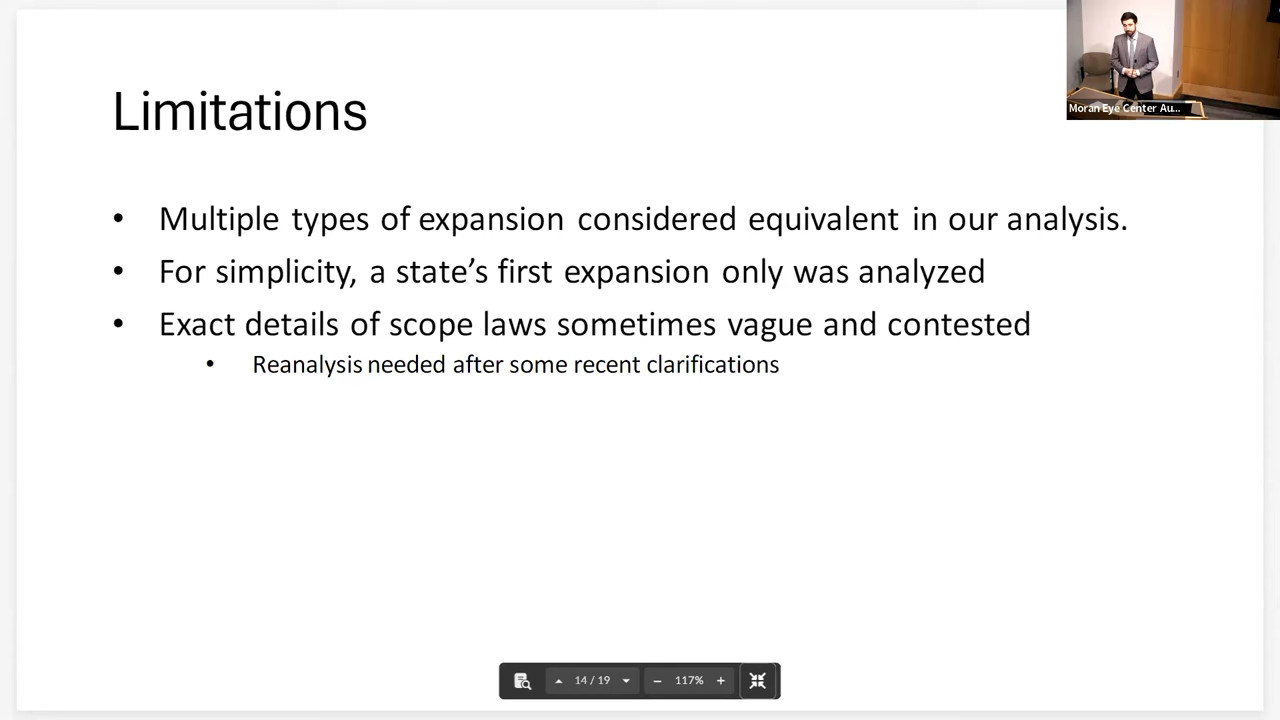 Limitations
• Multiple types of expansion considered equivalent in our analysis.
• For simplicity, a state’s first expansion only was analyzed
• Exact details of scope laws sometimes vague and contested
• Reanalysis needed after some recent clarifications
Moran Eye Center Au...
14 / 19
117%